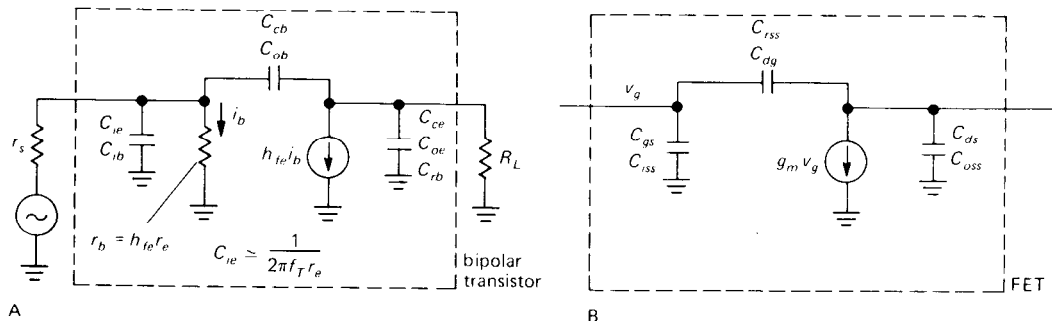 C_cb
C_ob
i_b
C_ie
C_ib
r_s
h_fe i_b
C_ce
C_oe
C_rb
R_L
r_b = h_fe r_e
C_ie ≃ 1 / 2πf_T r_e
bipolar
transistor
A
C_rss
C_dg
v_g
C_gs
C_iss
g_m v_g
C_ds
C_oss
FET
B